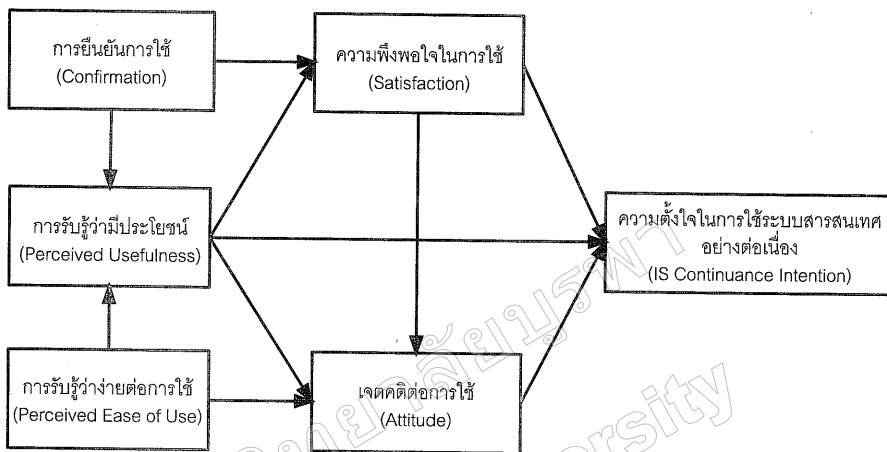 การยืนยันการใช้
(Confirmation)
ความพึงพอใจในการใช้
(Satisfaction)
การรับรู้ว่ามีประโยชน์
(Perceived Usefulness)
ความตั้งใจในการใช้ระบบสารสนเทศ
อย่างต่อเนื่อง
(IS Continuance Intention)
การรับรู้ว่าง่ายต่อการใช้
(Perceived Ease of Use)
เจตคติต่อการใช้
(Attitude)